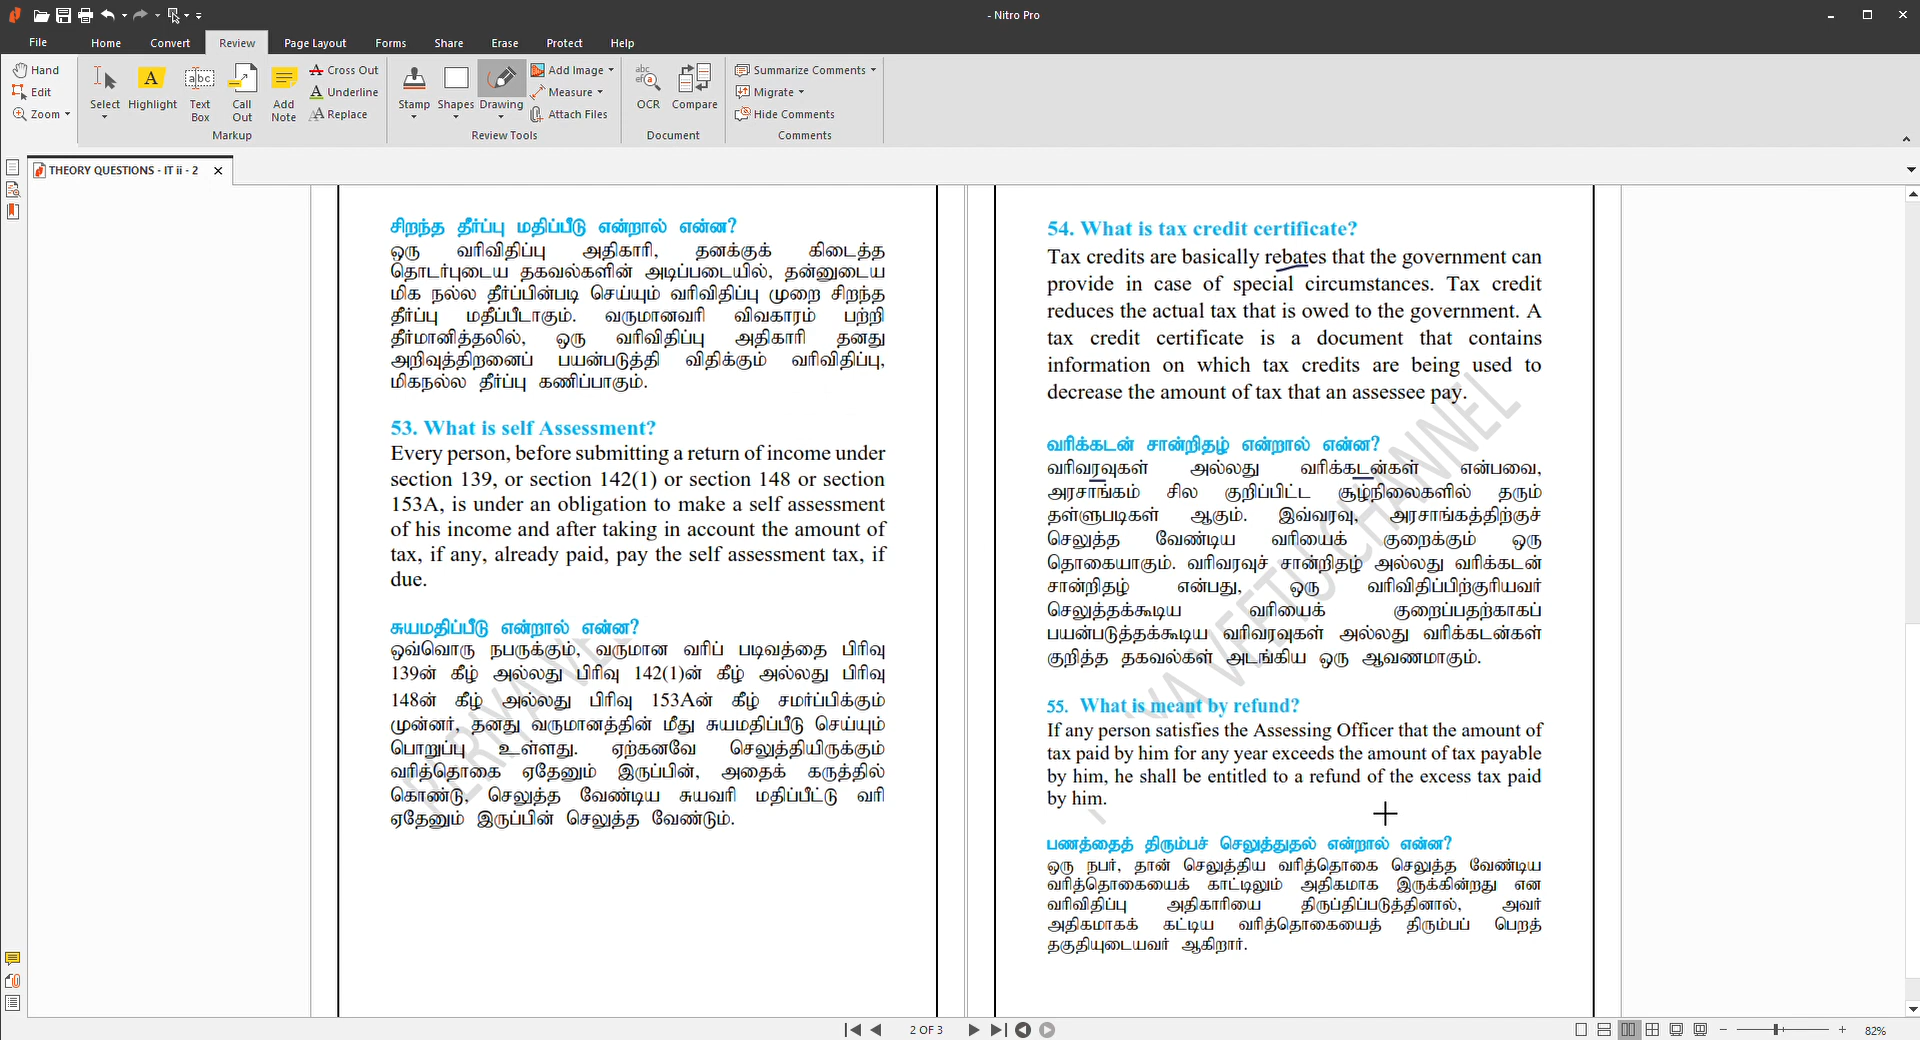 - Nitro Pro
File
Home
Convert
Review
Page Layout
Forms
Share
Erase
Protect
Help
Hand
Edit
Zoom
Select
Highlight
Text Box
Call Out
Add Note
Cross Out
Underline
Replace
Markup
Stamp
Shapes
Drawing
Add Image
Measure
Attach Files
Review Tools
OCR
Compare
Document
Summarize Comments
Migrate
Hide Comments
Comments
THEORY QUESTIONS - IT ii - 2
சிறந்த தீர்ப்பு மதிப்பீடு என்றால் என்ன?
ஒரு வரிவிதிப்பு அதிகாரி, தனக்குக் கிடைத்த
தொடர்புடைய தகவல்களின் அடிப்படையில், தன்னுடைய
மிக நல்ல தீர்ப்பின்படி செய்யும் வரிவிதிப்பு முறை சிறந்த
தீர்ப்பு மதீப்பீடாகும். வருமானவரி விவகாரம் பற்றி
தீர்மானித்தலில், ஒரு வரிவிதிப்பு அதிகாரி தனது
அறிவுத்திறனைப் பயன்படுத்தி விதிக்கும் வரிவிதிப்பு,
மிகநல்ல தீர்ப்பு கணிப்பாகும்.
53. What is self Assessment?
Every person, before submitting a return of income under
section 139, or section 142(1) or section 148 or section
153A, is under an obligation to make a self assessment
of his income and after taking in account the amount of
tax, if any, already paid, pay the self assessment tax, if
due.
சுயமதிப்பீடு என்றால் என்ன?
ஒவ்வொரு நபருக்கும், வருமான வரிப் படிவத்தை பிரிவு
139ன் கீழ் அல்லது பிரிவு 142(1)ன் கீழ் அல்லது பிரிவு
148ன் கீழ் அல்லது பிரிவு 153Aன் கீழ் சமர்ப்பிக்கும்
முன்னர், தனது வருமானத்தின் மீது சுயமதிப்பீடு செய்யும்
பொறுப்பு உள்ளது. ஏற்கனவே செலுத்தியிருக்கும்
வரித்தொகை ஏதேனும் இருப்பின், அதைக் கருத்தில்
கொண்டு, செலுத்த வேண்டிய சுயவரி மதிப்பீட்டு வரி
ஏதேனும் இருப்பின் செலுத்த வேண்டும்.
54. What is tax credit certificate?
Tax credits are basically rebates that the government can
provide in case of special circumstances. Tax credit
reduces the actual tax that is owed to the government. A
tax credit certificate is a document that contains
information on which tax credits are being used to
decrease the amount of tax that an assessee pay.
வரிக்கடன் சான்றிதழ் என்றால் என்ன?
வரிவரவுகள் அல்லது வரிக்கடன்கள் என்பவை,
அரசாங்கம் சில குறிப்பிட்ட சூழ்நிலைகளில் தரும்
தள்ளுபடிகள் ஆகும். இவ்வரவு, அரசாங்கத்திற்குச்
செலுத்த வேண்டிய வரியைக் குறைக்கும் ஒரு
தொகையாகும். வரிவரவுச் சான்றிதழ் அல்லது வரிக்கடன்
சான்றிதழ் என்பது, ஒரு வரிவிதிப்பிற்குரியவர்
செலுத்தக்கூடிய வரியைக் குறைப்பதற்காகப்
பயன்படுத்தக்கூடிய வரிவரவுகள் அல்லது வரிக்கடன்கள்
குறித்த தகவல்கள் அடங்கிய ஒரு ஆவணமாகும்.
55. What is meant by refund?
If any person satisfies the Assessing Officer that the amount of
tax paid by him for any year exceeds the amount of tax payable
by him, he shall be entitled to a refund of the excess tax paid
by him.
பணத்தைத் திரும்பச் செலுத்துதல் என்றால் என்ன?
ஒரு நபர், தான் செலுத்திய வரித்தொகை செலுத்த வேண்டிய
வரித்தொகையைக் காட்டிலும் அதிகமாக இருக்கின்றது என
வரிவிதிப்பு அதிகாரியை திருப்திப்படுத்தினால், அவர்
அதிகமாகக் கட்டிய வரித்தொகையைத் திரும்பப் பெறத்
தகுதியுடையவர் ஆகிறார்.
2 OF 3
82%